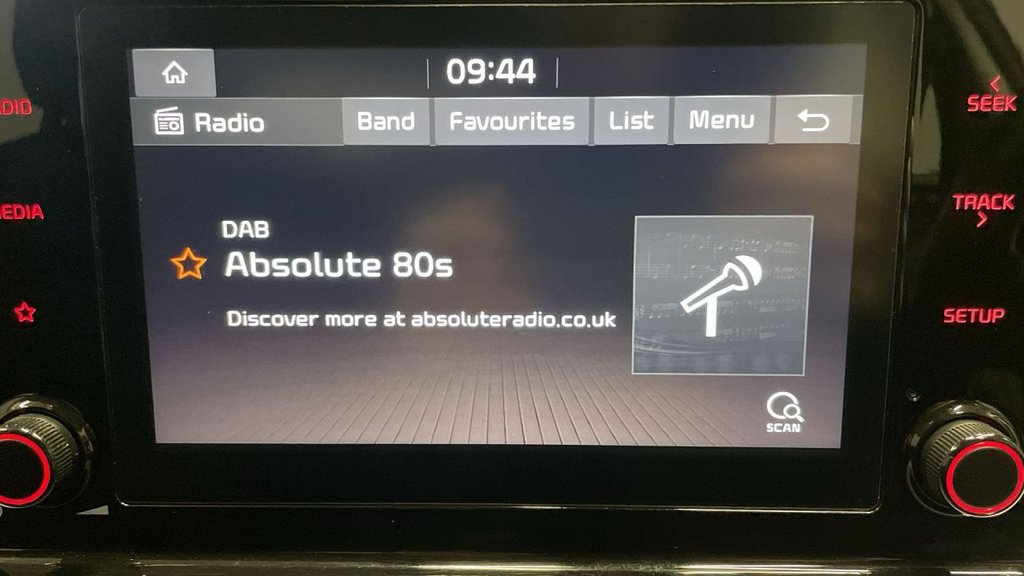 09:44
Radio
Band
Favourites
List
Menu
DAB
Absolute 80s
Discover more at absoluteradio.co.uk
SCAN
SEEK
TRACK
SETUP